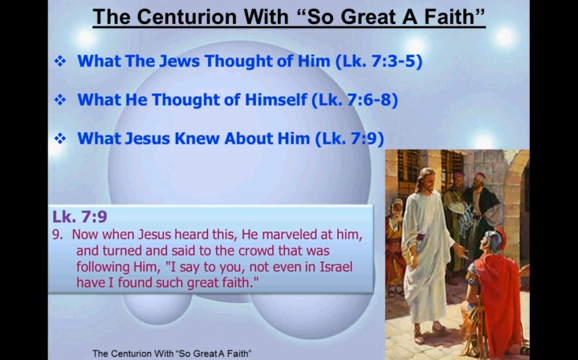 The Centurion With “So Great A Faith”
❖ What The Jews Thought of Him (Lk. 7:3-5)
❖ What He Thought of Himself (Lk. 7:6-8)
❖ What Jesus Knew About Him (Lk. 7:9)
Lk. 7:9
9. Now when Jesus heard this, He marveled at him,
and turned and said to the crowd that was
following Him, "I say to you, not even in Israel
have I found such great faith."
The Centurion With “So Great A Faith”